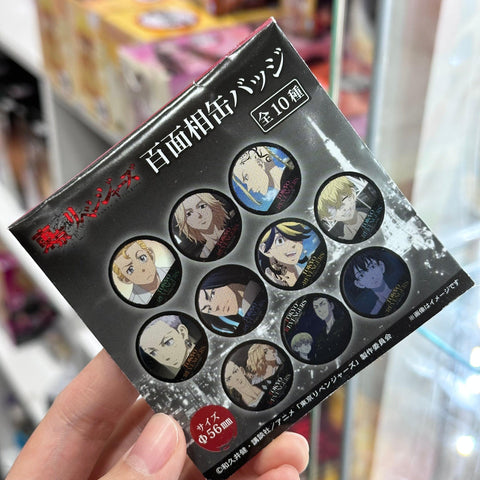 東京リベンジャーズ
百面相缶バッジ
全10種
※画像はイメージです
サイズ
Φ56mm
©和久井健・講談社/アニメ「東京リベンジャーズ」製作委員会